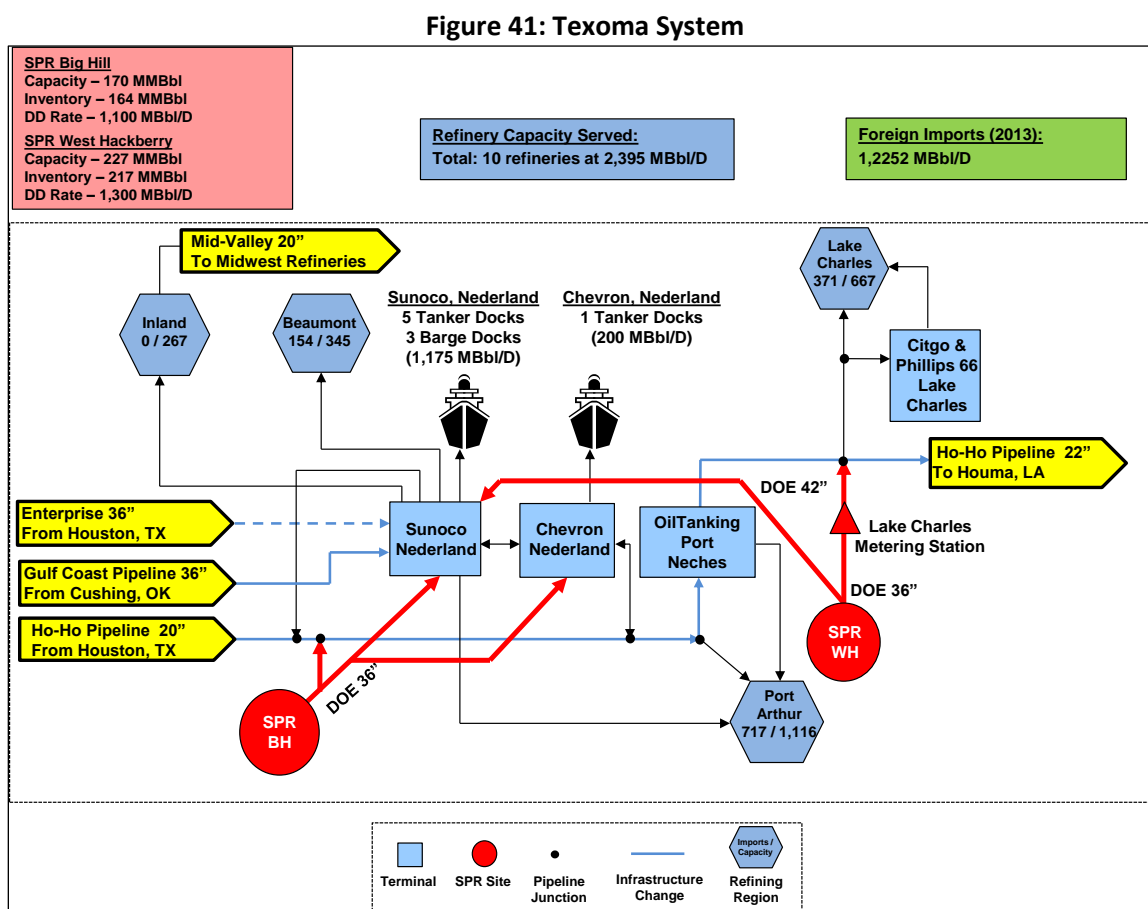 Figure 41: Texoma System
SPR Big Hill
Capacity – 170 MMBbl
Inventory – 164 MMBbl
DD Rate – 1,100 MBbl/D
SPR West Hackberry
Capacity – 227 MMBbl
Inventory – 217 MMBbl
DD Rate – 1,300 MBbl/D
Refinery Capacity Served:
Total: 10 refineries at 2,395 MBbl/D
Foreign Imports (2013):
1,2252 MBbl/D
Mid-Valley 20”
To Midwest Refineries
Inland
0 / 267
Beaumont
154 / 345
Sunoco, Nederland
5 Tanker Docks
3 Barge Docks
(1,175 MBbl/D)
Chevron, Nederland
1 Tanker Docks
(200 MBbl/D)
Lake
Charles
371 / 667
Citgo &
Phillips 66
Lake
Charles
Ho-Ho Pipeline 22”
To Houma, LA
DOE 42”
Enterprise 36”
From Houston, TX
Sunoco
Nederland
Chevron
Nederland
OilTanking
Port
Neches
Lake Charles
Metering Station
Gulf Coast Pipeline 36”
From Cushing, OK
DOE 36”
Ho-Ho Pipeline 20”
From Houston, TX
SPR
WH
DOE 36”
SPR
BH
Port
Arthur
717 / 1,116
Imports /
Capacity
Terminal
SPR Site
Pipeline
Junction
Infrastructure
Change
Refining
Region